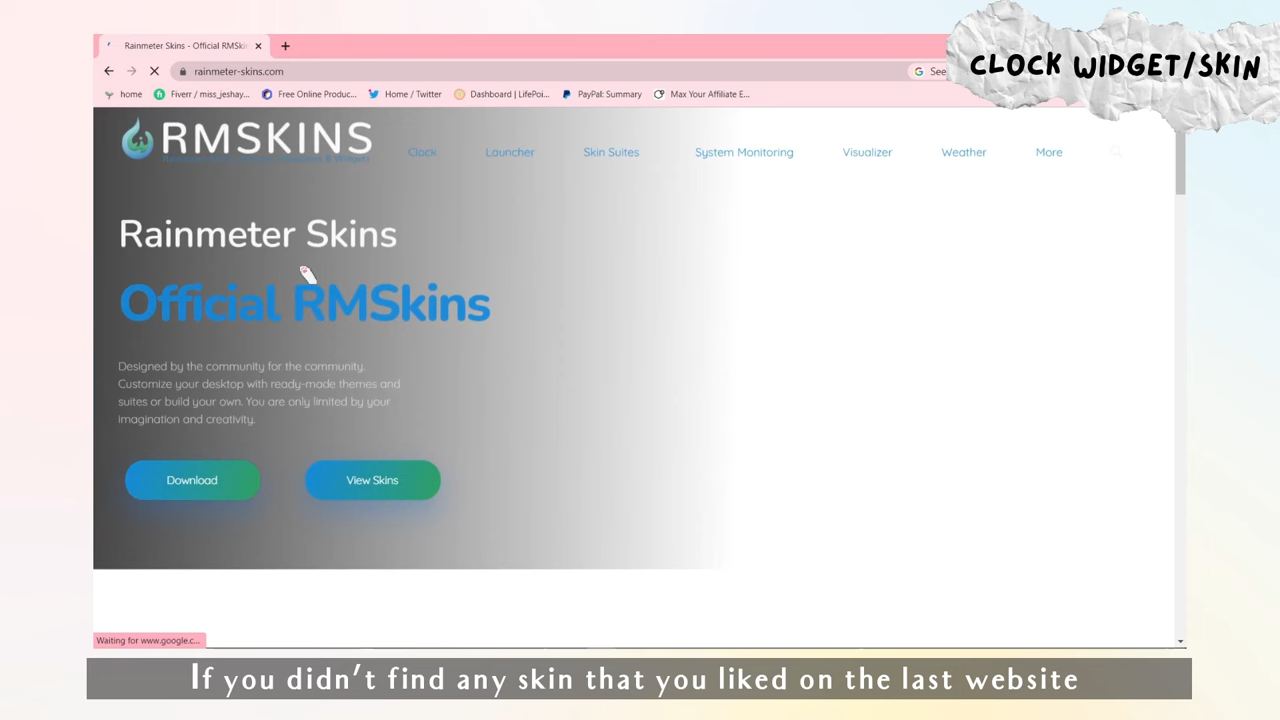 CLOCK WIDGET/SKIN
Rainmeter Skins - Official RMSkin
rainmeter-skins.com
See
home
Fiverr / miss_jeshay...
Free Online Produc...
Home / Twitter
Dashboard | LifePoi...
PayPal: Summary
Max Your Affiliate E...
RMSKINS
Clock
Launcher
Skin Suites
System Monitoring
Visualizer
Weather
More
Rainmeter Skins
Official RMSkins
Designed by the community for the community.
Customize your desktop with ready-made themes and
suites or build your own. You are only limited by your
imagination and creativity.
Download
View Skins
Waiting for www.google.c...
If you didn't find any skin that you liked on the last website